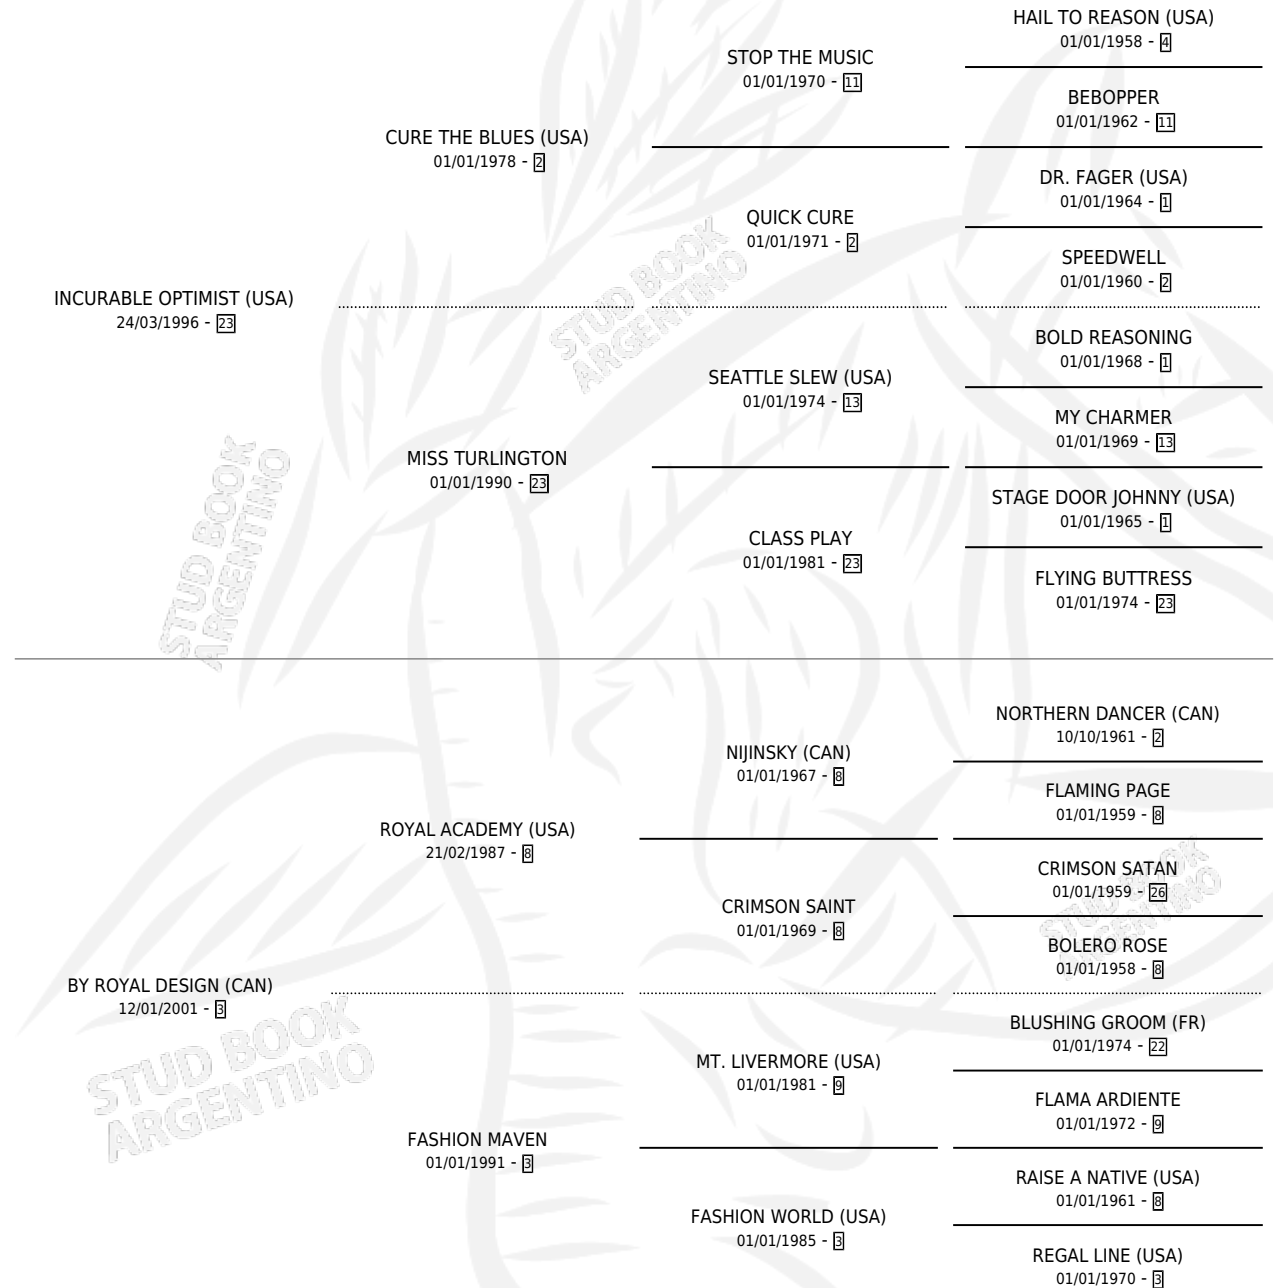 HAIL TO REASON (USA)
01/01/1958 - 4
STOP THE MUSIC
01/01/1970 - 11
BEBOPPER
01/01/1962 - 11
CURE THE BLUES (USA)
01/01/1978 - 2
DR. FAGER (USA)
01/01/1964 - 1
QUICK CURE
01/01/1971 - 2
SPEEDWELL
01/01/1960 - 2
INCURABLE OPTIMIST (USA)
24/03/1996 - 23
BOLD REASONING
01/01/1968 - 1
SEATTLE SLEW (USA)
01/01/1974 - 13
MY CHARMER
01/01/1969 - 13
MISS TURLINGTON
01/01/1990 - 23
STAGE DOOR JOHNNY (USA)
01/01/1965 - 1
CLASS PLAY
01/01/1981 - 23
FLYING BUTTRESS
01/01/1974 - 23
NORTHERN DANCER (CAN)
10/10/1961 - 2
NIJINSKY (CAN)
01/01/1967 - 8
FLAMING PAGE
01/01/1959 - 8
ROYAL ACADEMY (USA)
21/02/1987 - 8
CRIMSON SATAN
01/01/1959 - 26
CRIMSON SAINT
01/01/1969 - 8
BOLERO ROSE
01/01/1958 - 8
BY ROYAL DESIGN (CAN)
12/01/2001 - 3
BLUSHING GROOM (FR)
01/01/1974 - 22
MT. LIVERMORE (USA)
01/01/1981 - 9
FLAMA ARDIENTE
01/01/1972 - 9
FASHION MAVEN
01/01/1991 - 3
RAISE A NATIVE (USA)
01/01/1961 - 8
FASHION WORLD (USA)
01/01/1985 - 3
REGAL LINE (USA)
01/01/1970 - 3
STUD BOOK
ARGENTINO
STUD BOOK
ARGENTINO
STUD BOOK
ARGENTINO
STUD BOOK
ARGENTINO